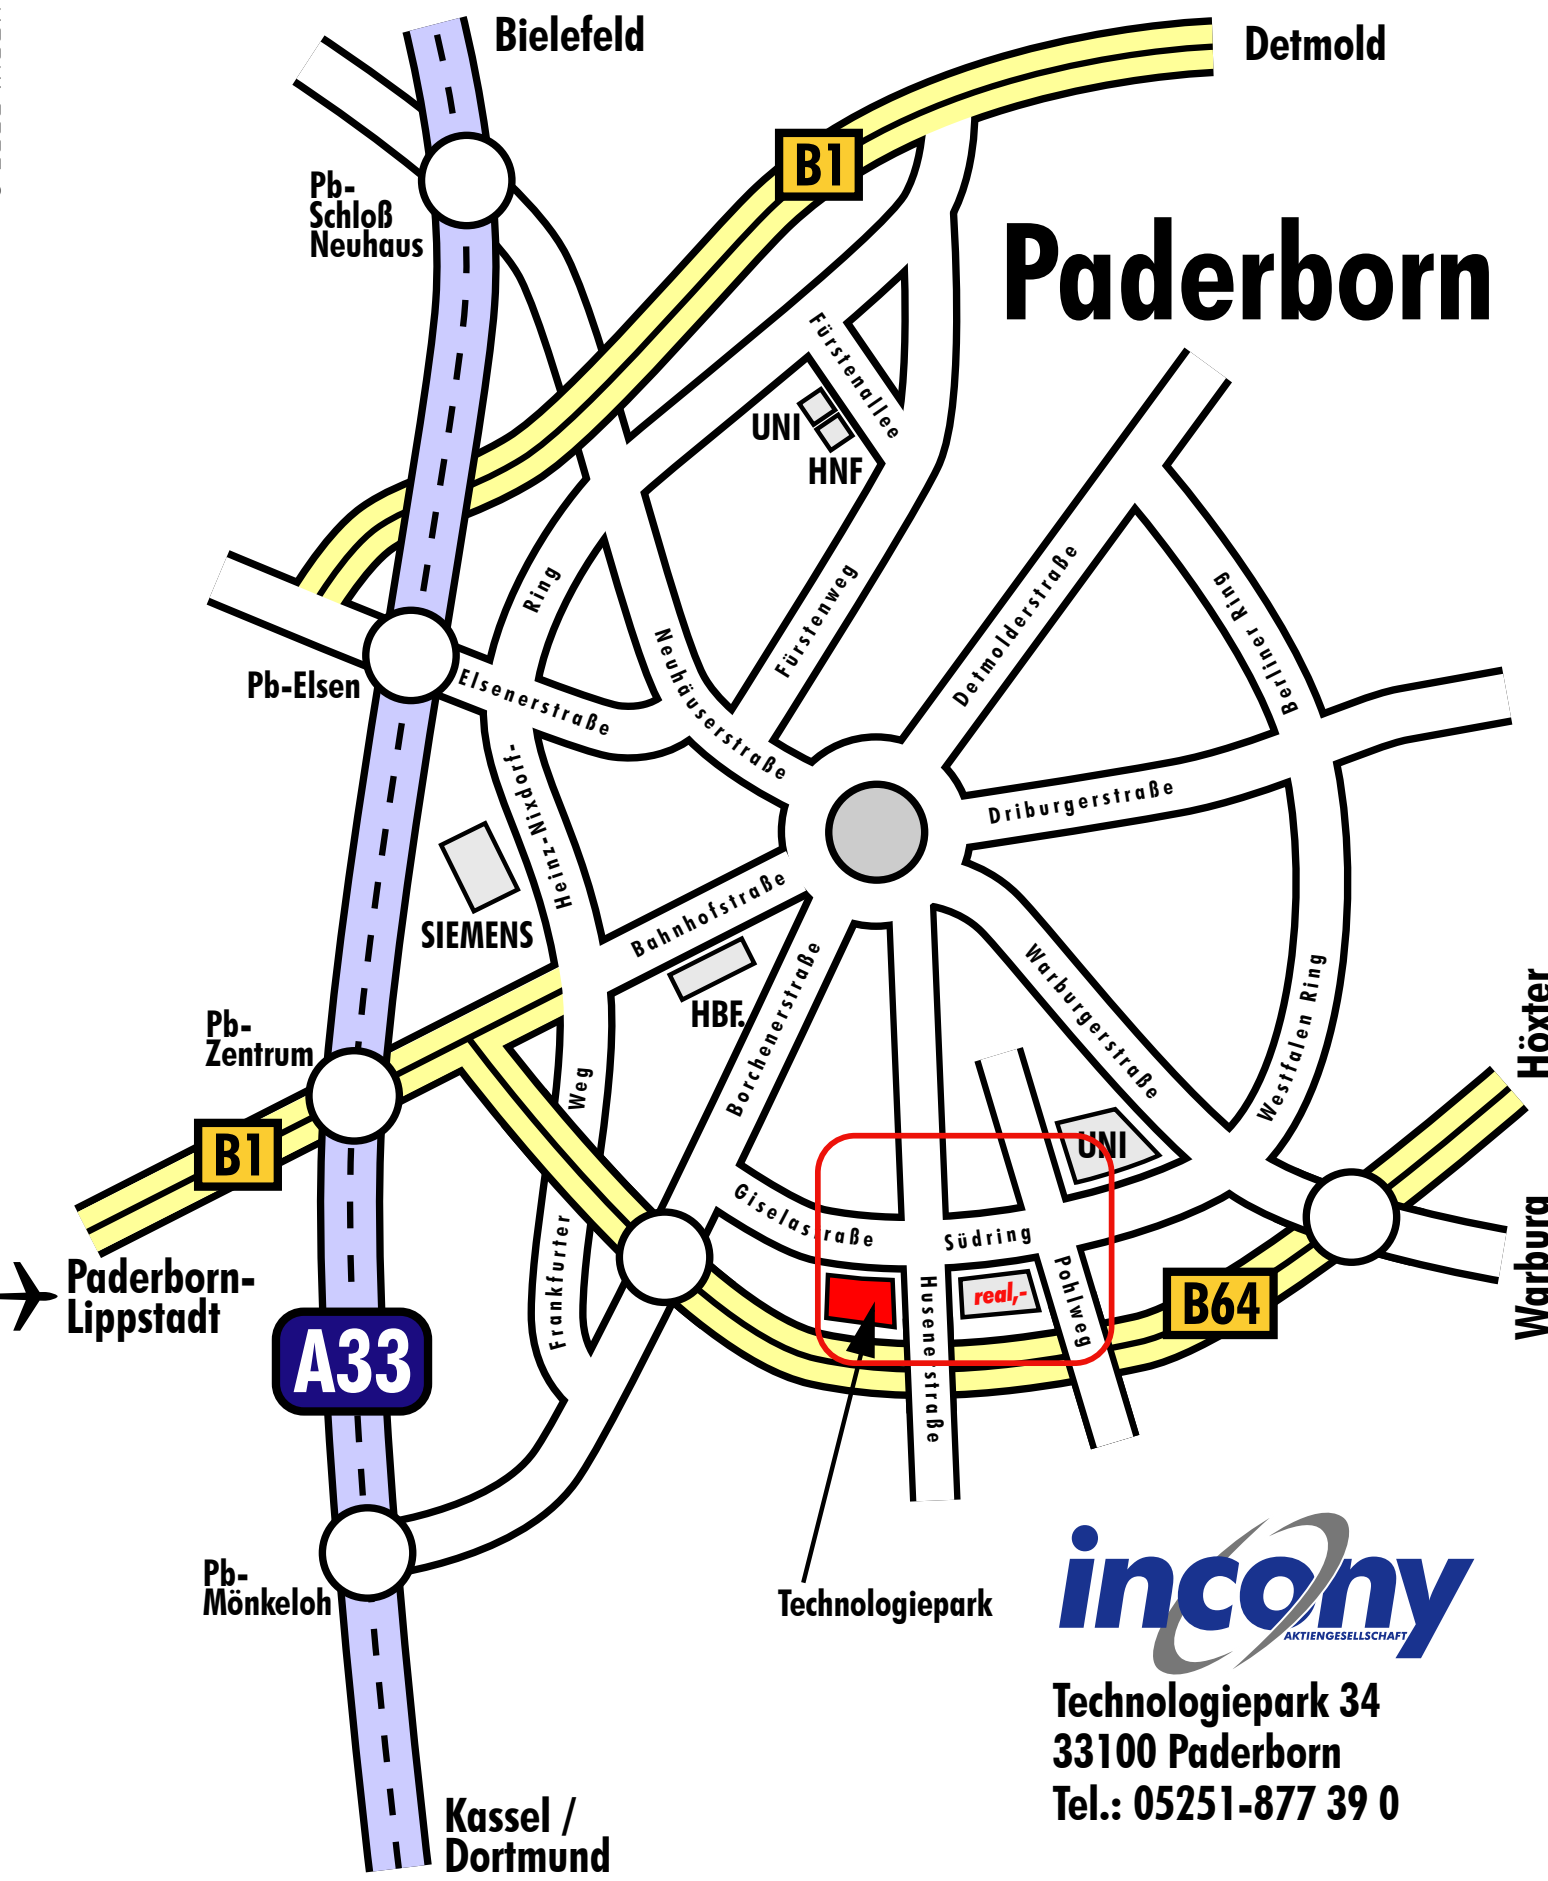 Bielefeld
Detmold
B1
Pb-
Schloß
Neuhaus
Paderborn
Fürstenallee
UNI
HNF
Ring
Fürstenweg
Detmolderstraße
Berliner Ring
Pb-Elsen
Elsenerstraße
Neuhäuserstraße
Heinz-Nixdorf-
Driburgerstraße
SIEMENS
Bahnhofstraße
HBF.
Borchenerstraße
Warburgerstraße
Westfalen Ring
Höxter
Pb-
Zentrum
Weg
B1
UNI
Giselastraße
Südring
Warburg
Paderborn-
Lippstadt
Frankfurter
Husenerstraße
real,-
Pohlweg
B64
A33
Pb-
Mönkeloh
Technologiepark
incony
AKTIENGESELLSCHAFT
Technologiepark 34
33100 Paderborn
Tel.: 05251-877 39 0
Kassel /
Dortmund